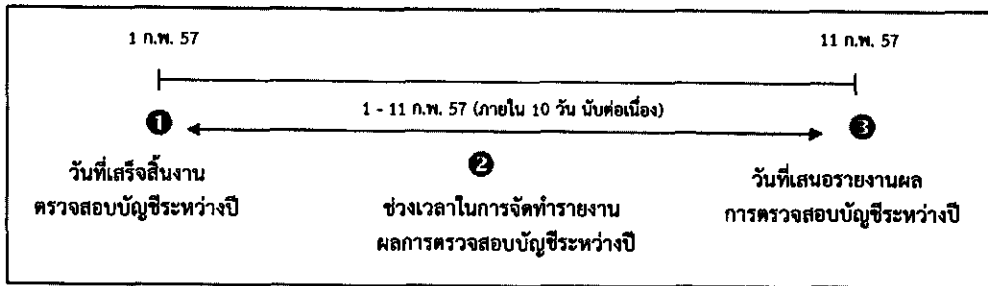 1 ก.พ. 57
11 ก.พ. 57
1 - 11 ก.พ. 57 (ภายใน 10 วัน นับต่อเนื่อง)
❶
❸
วันที่เสร็จสิ้นงาน
ตรวจสอบบัญชีระหว่างปี
❷
ช่วงเวลาในการจัดทำรายงาน
ผลการตรวจสอบบัญชีระหว่างปี
วันที่เสนอรายงานผล
การตรวจสอบบัญชีระหว่างปี